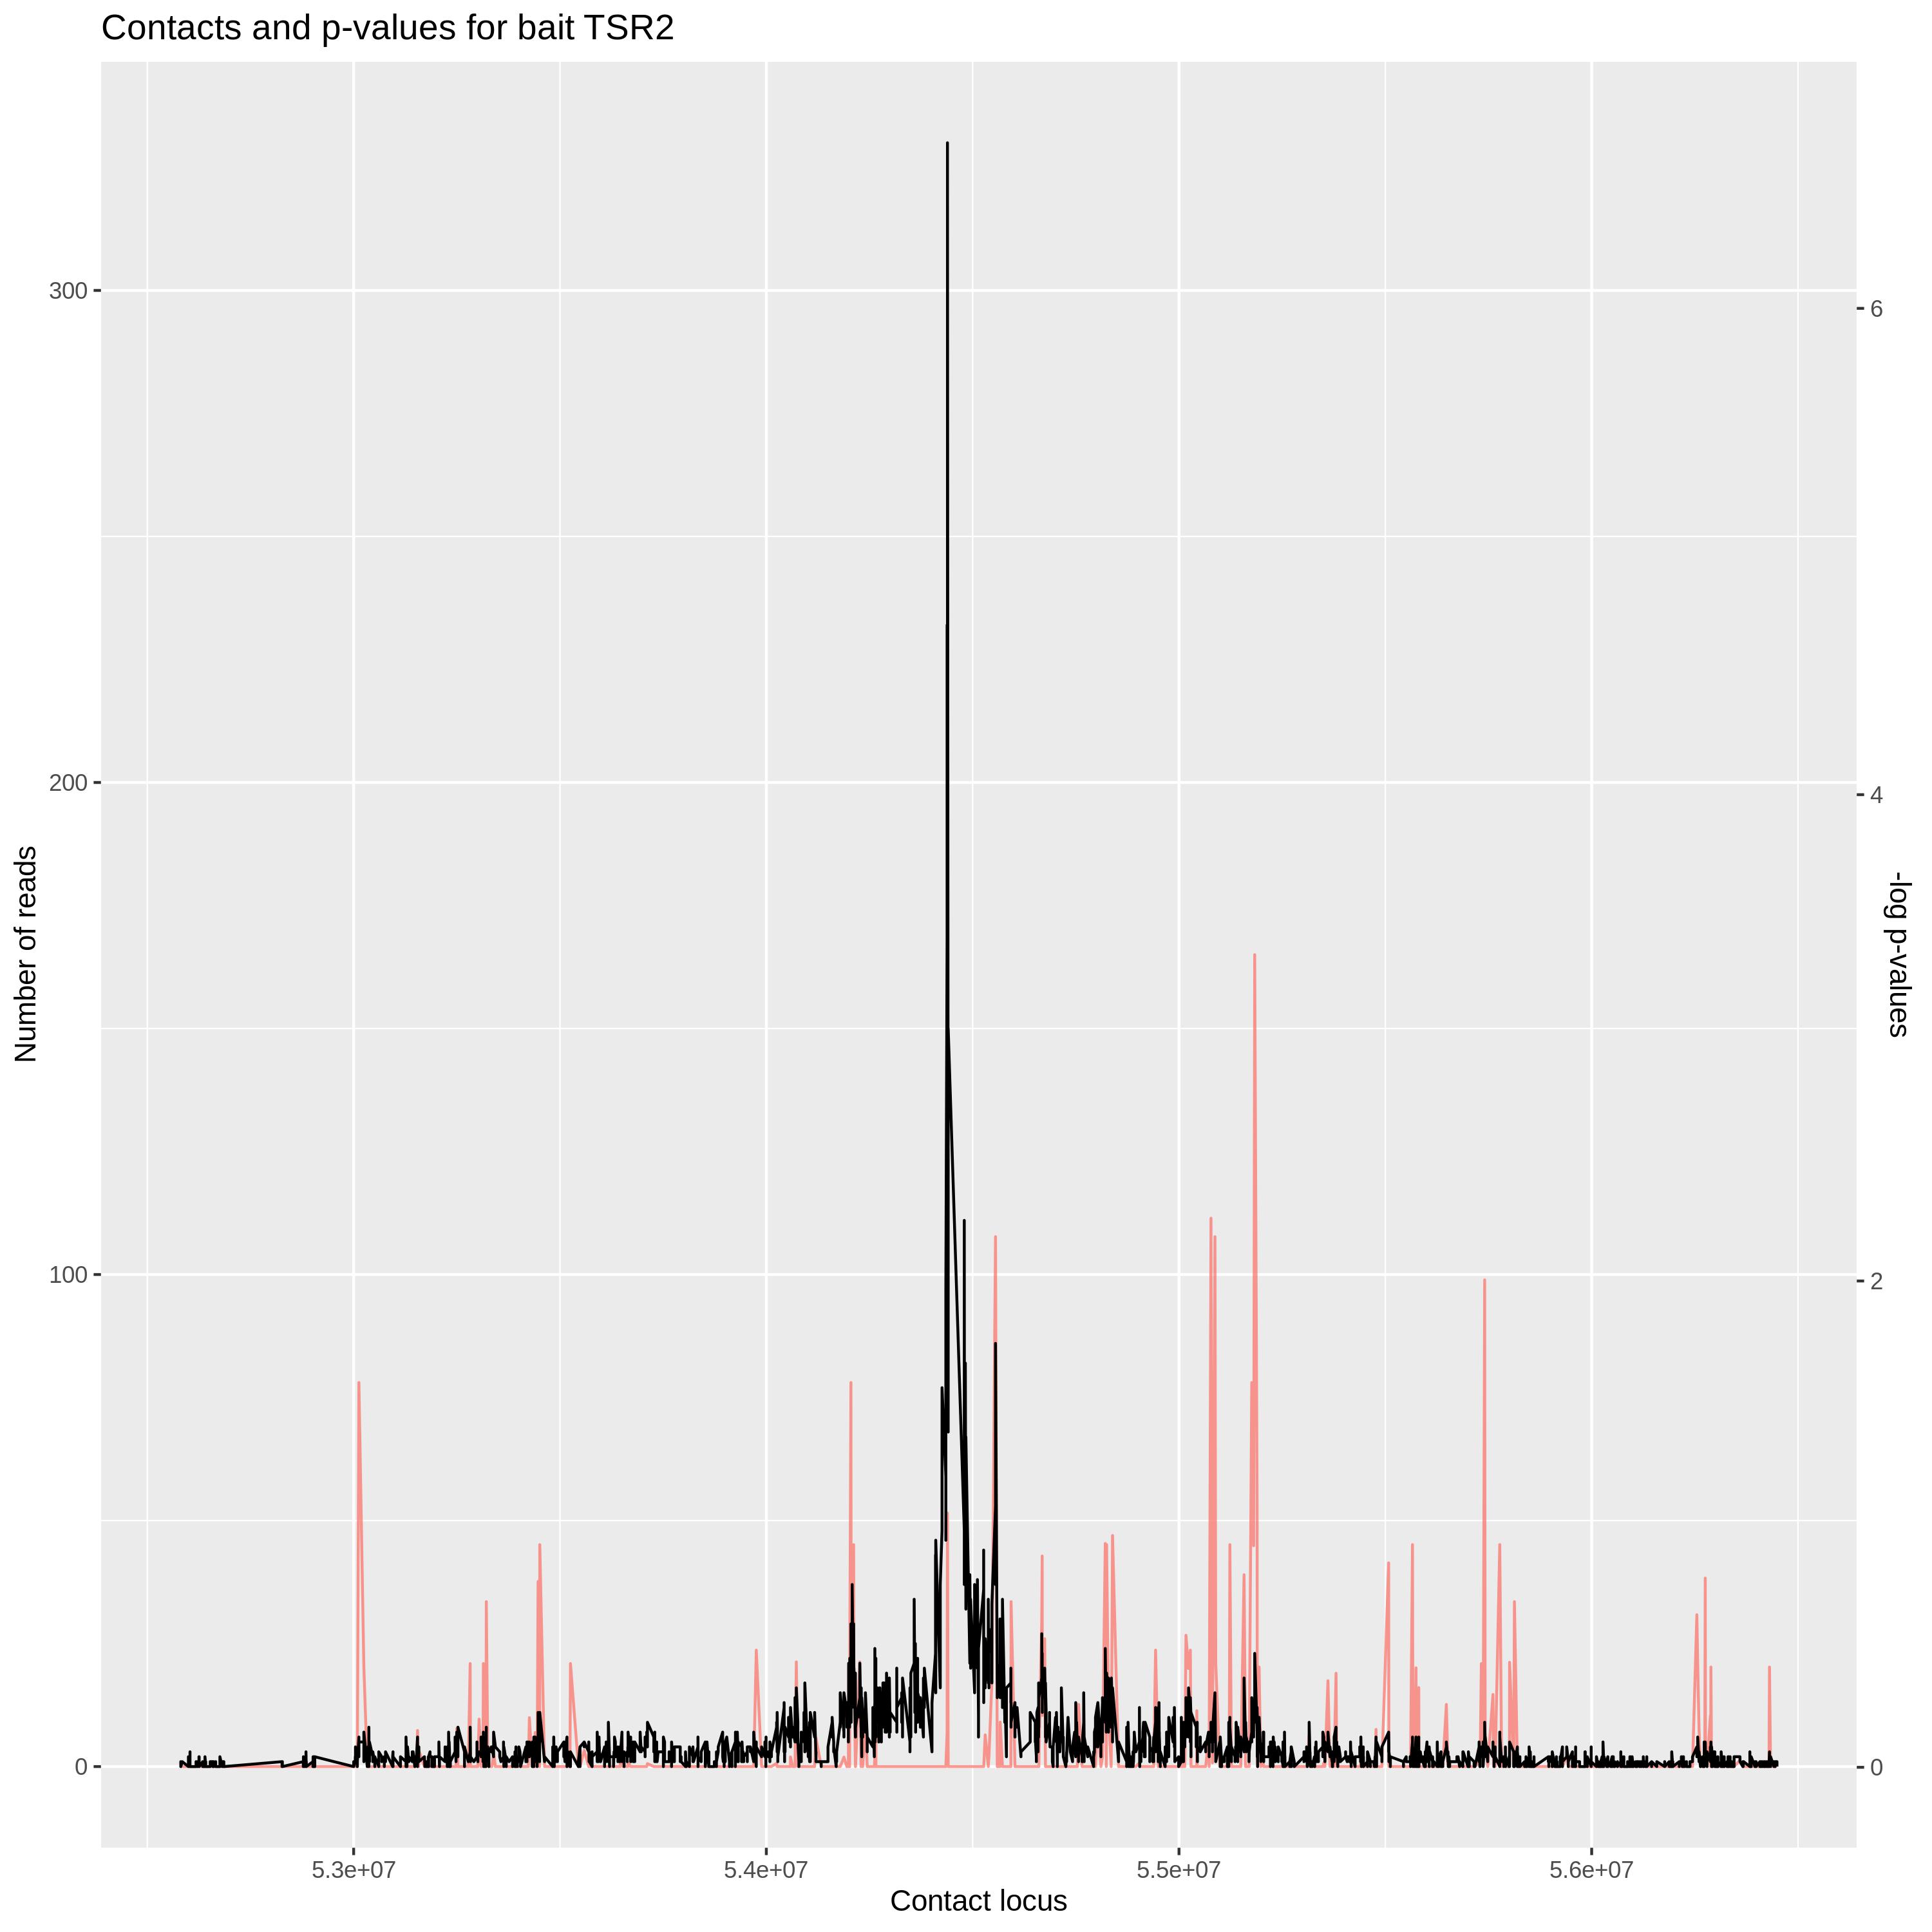 Contacts and p-values for bait TSR2
300
200
100
0
Number of reads
6
4
2
0
-log p-values
5.3e+07
5.4e+07
5.5e+07
5.6e+07
Contact locus